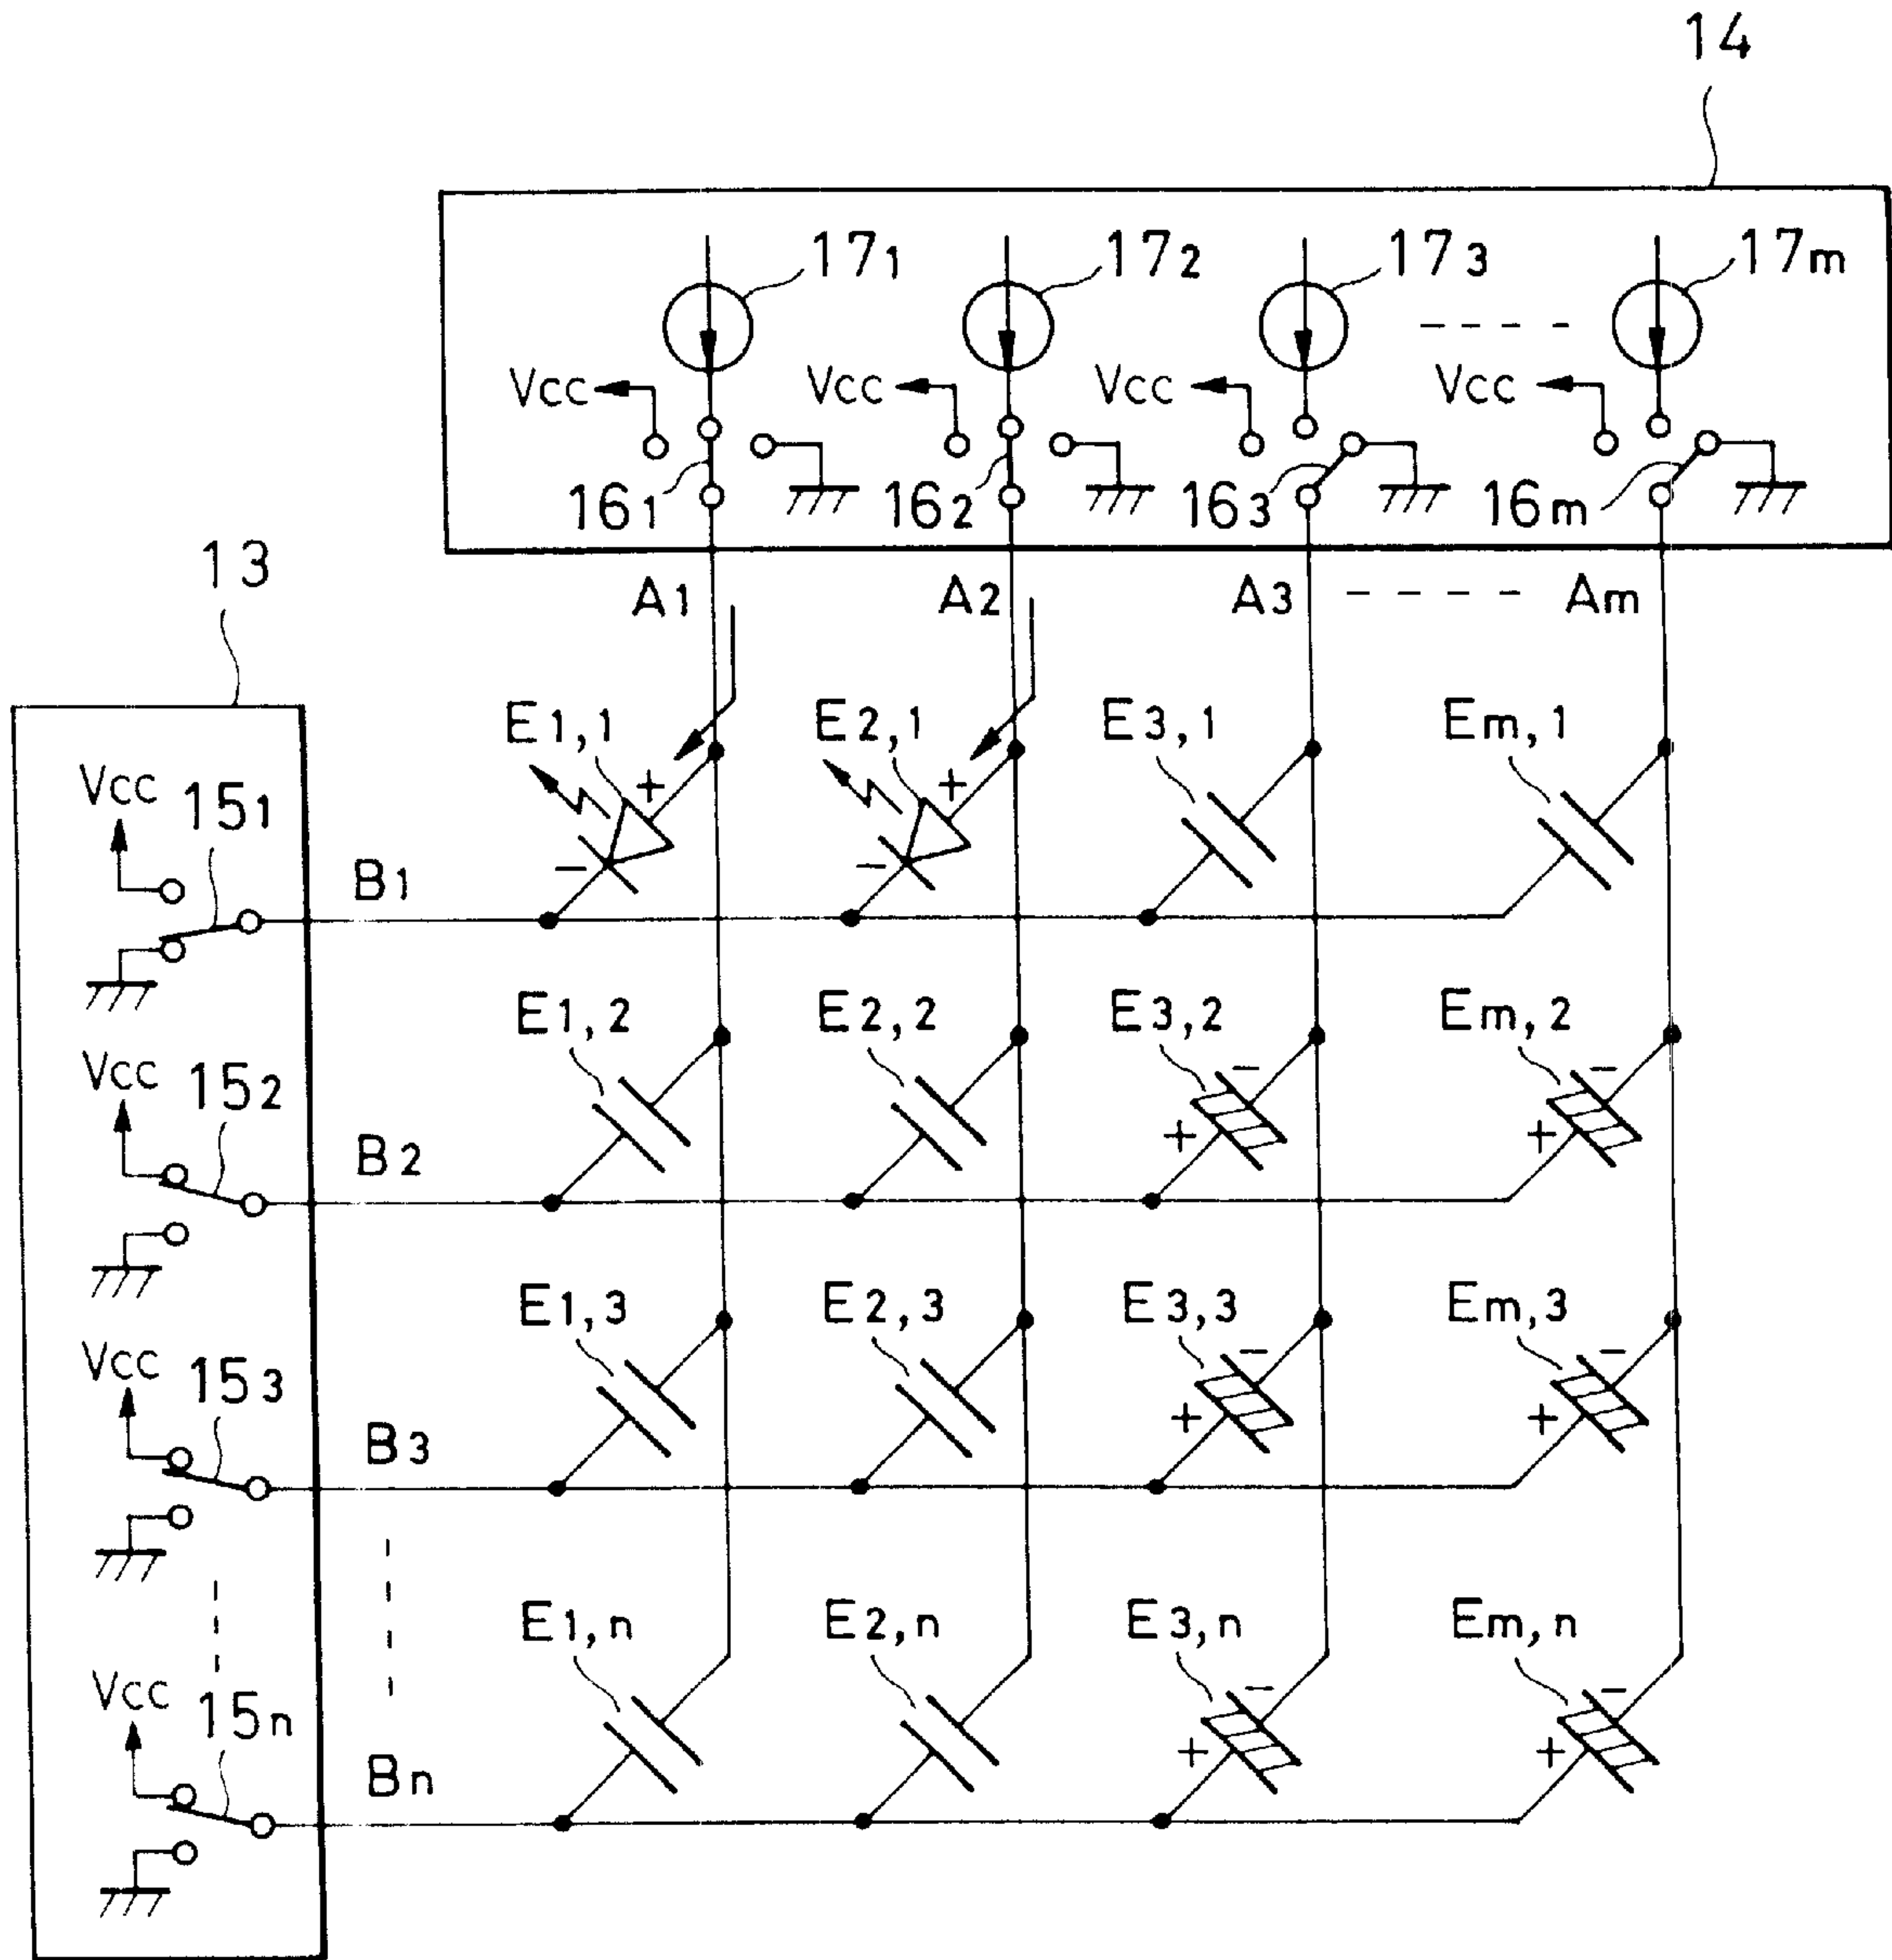 14
17₁ 17₂ 17₃ 17m
Vcc Vcc Vcc Vcc
16₁ 16₂ 16₃ 16m
13
A1 A2 A3 Am
E1,1 E2,1 E3,1 Em,1
+ +
Vcc 15₁
- -
B1
E1,2 E2,2 E3,2 Em,2
Vcc 15₂
- -
+ +
B2
E1,3 E2,3 E3,3 Em,3
Vcc 15₃
- -
+ +
B3
E1,n E2,n E3,n Em,n
Vcc 15n
- -
+ +
Bn